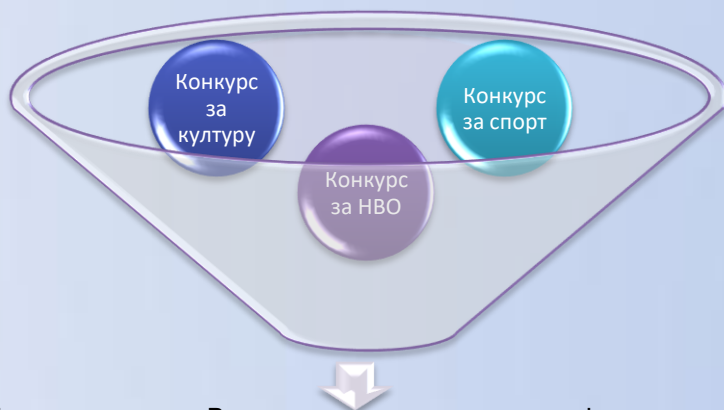 Конкурс
за
културу
Конкурс
за спорт
Конкурс
за НВО